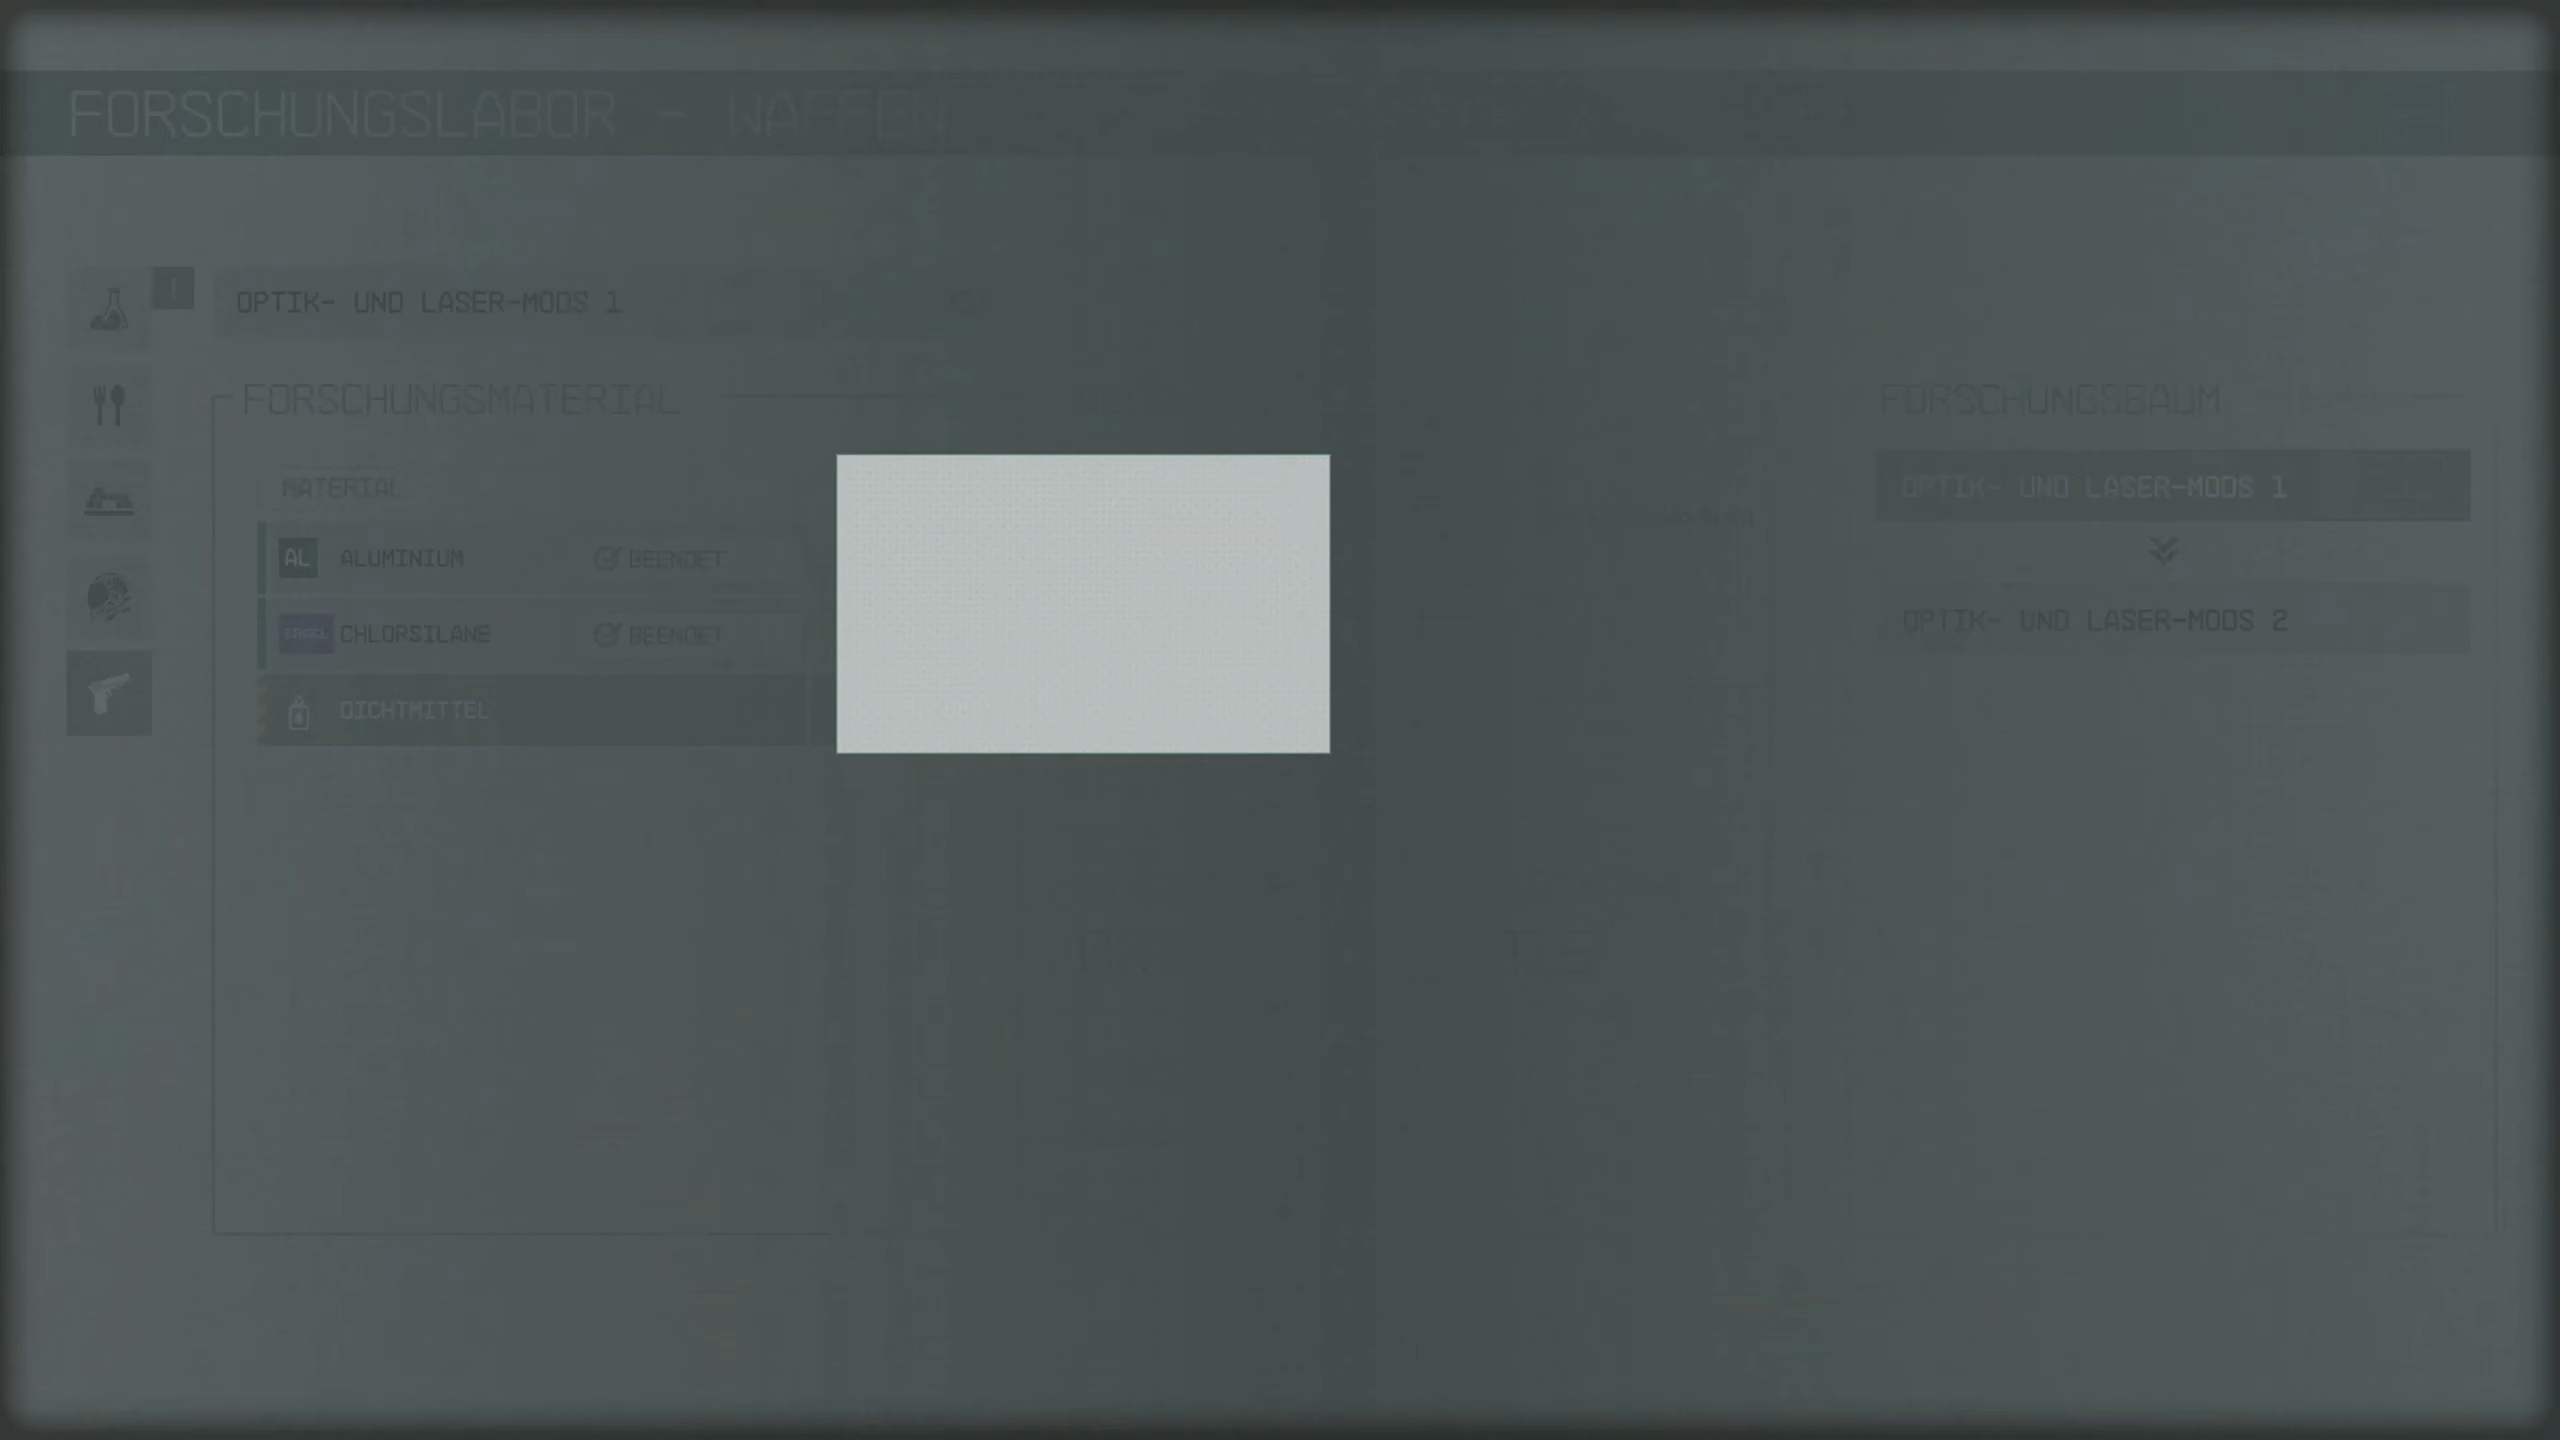 FORSCHUNGSLABOR - WAFFEN
!
OPTIK- UND LASER-MODS 1
FORSCHUNGSMATERIAL
MATERIAL
AL ALUMINIUM BEENDET
CHLORSILANE BEENDET
DICHTMITTEL
FORSCHUNGSBAUM
OPTIK- UND LASER-MODS 1
OPTIK- UND LASER-MODS 2